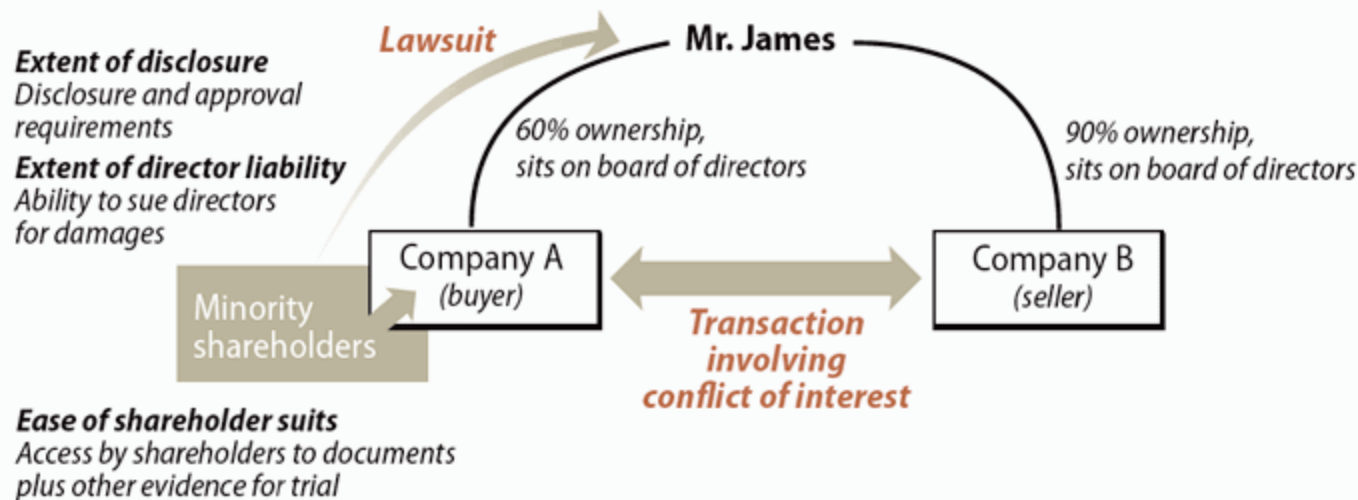 Lawsuit
Mr. James
Extent of disclosure
Disclosure and approval
requirements
Extent of director liability
Ability to sue directors
for damages
60% ownership,
sits on board of directors
90% ownership,
sits on board of directors
Company A
(buyer)
Company B
(seller)
Minority
shareholders
Transaction
involving
conflict of interest
Ease of shareholder suits
Access by shareholders to documents
plus other evidence for trial